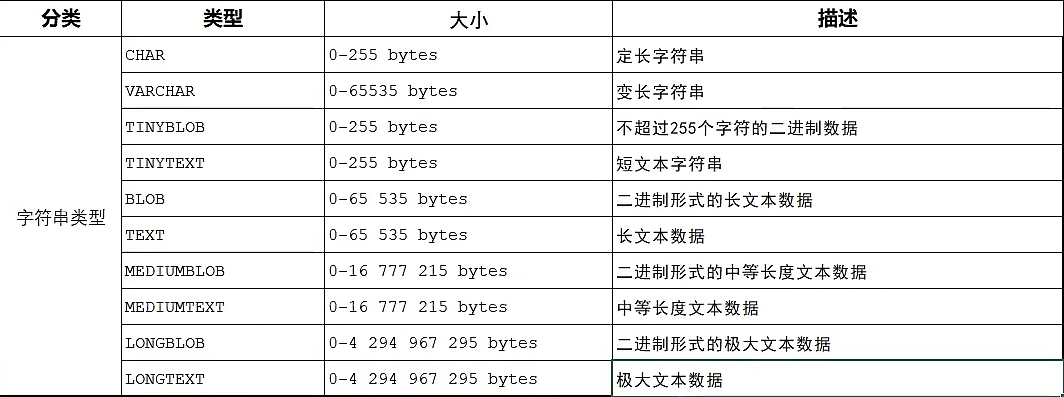 分类 类型 大小 描述
字符串类型
CHAR 0-255 bytes 定长字符串
VARCHAR 0-65535 bytes 变长字符串
TINYBLOB 0-255 bytes 不超过255个字符的二进制数据
TINYTEXT 0-255 bytes 短文本字符串
BLOB 0-65 535 bytes 二进制形式的长文本数据
TEXT 0-65 535 bytes 长文本数据
MEDIUMBLOB 0-16 777 215 bytes 二进制形式的中等长度文本数据
MEDIUMTEXT 0-16 777 215 bytes 中等长度文本数据
LONGBLOB 0-4 294 967 295 bytes 二进制形式的极大文本数据
LONGTEXT 0-4 294 967 295 bytes 极大文本数据